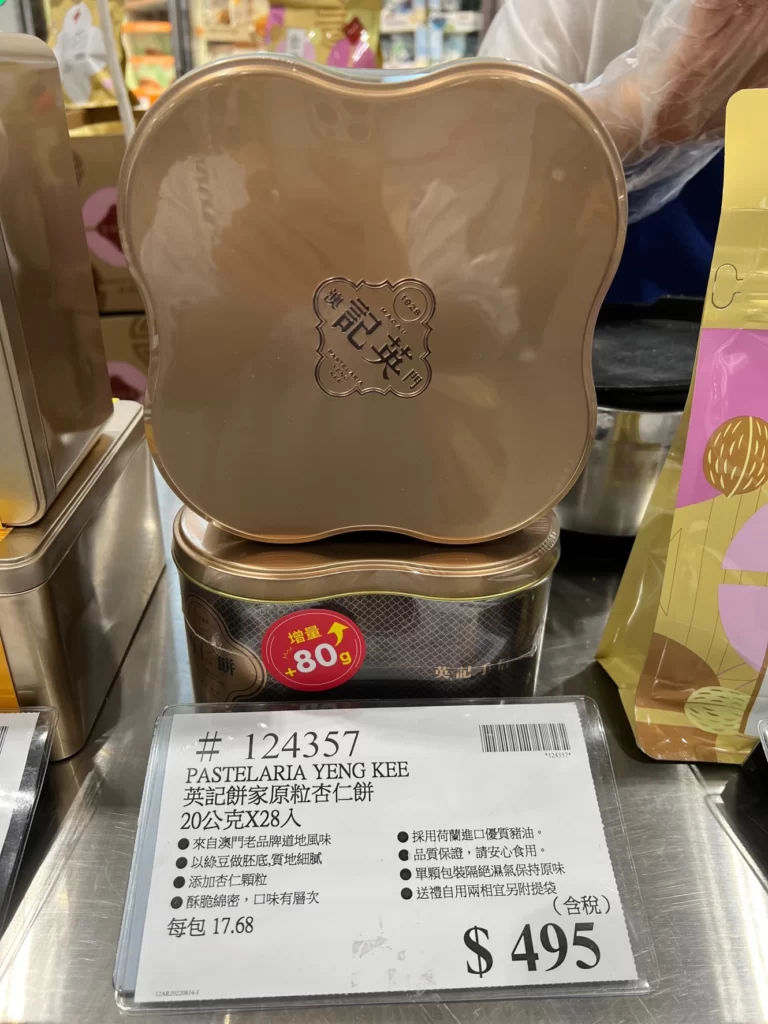 澳
記英
門
1928
MACAU
PASTELARIA
YENG
KEE
增量
+80g
餅
英記手信
# 124357
*124357*
PASTELARIA YENG KEE
英記餅家原粒杏仁餅
20公克X28入
●來自澳門老品牌道地風味
●以綠豆做胚底,質地細膩
●添加杏仁顆粒
●酥脆綿密，口味有層次
每包 17.68
●採用荷蘭進口優質豬油。
●品質保證，請安心食用。
●單顆包裝隔絕濕氣保持原味
●送禮自用兩相宜另附提袋
（含稅）
$ 495